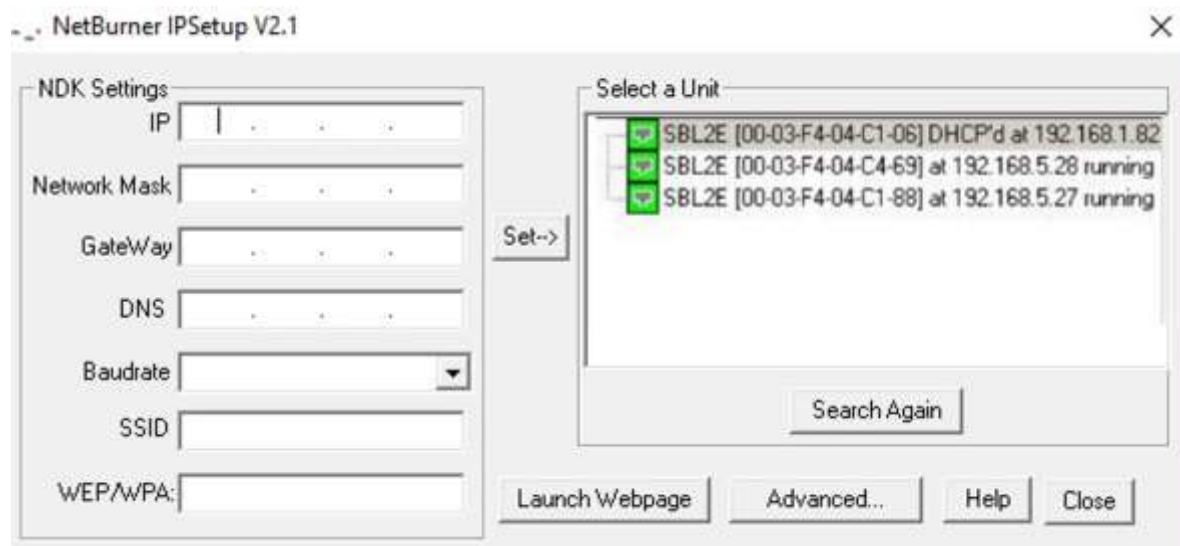 NetBurner IPSetup V2.1
NDK Settings
IP
Network Mask
GateWay
DNS
Baudrate
SSID
WEP/WPA:
Set-->
Select a Unit
SBL2E [00-03-F4-04-C1-06] DHCP'd at 192.168.1.82
SBL2E [00-03-F4-04-C4-69] at 192.168.5.28 running
SBL2E [00-03-F4-04-C1-88] at 192.168.5.27 running
Search Again
Launch Webpage
Advanced...
Help
Close